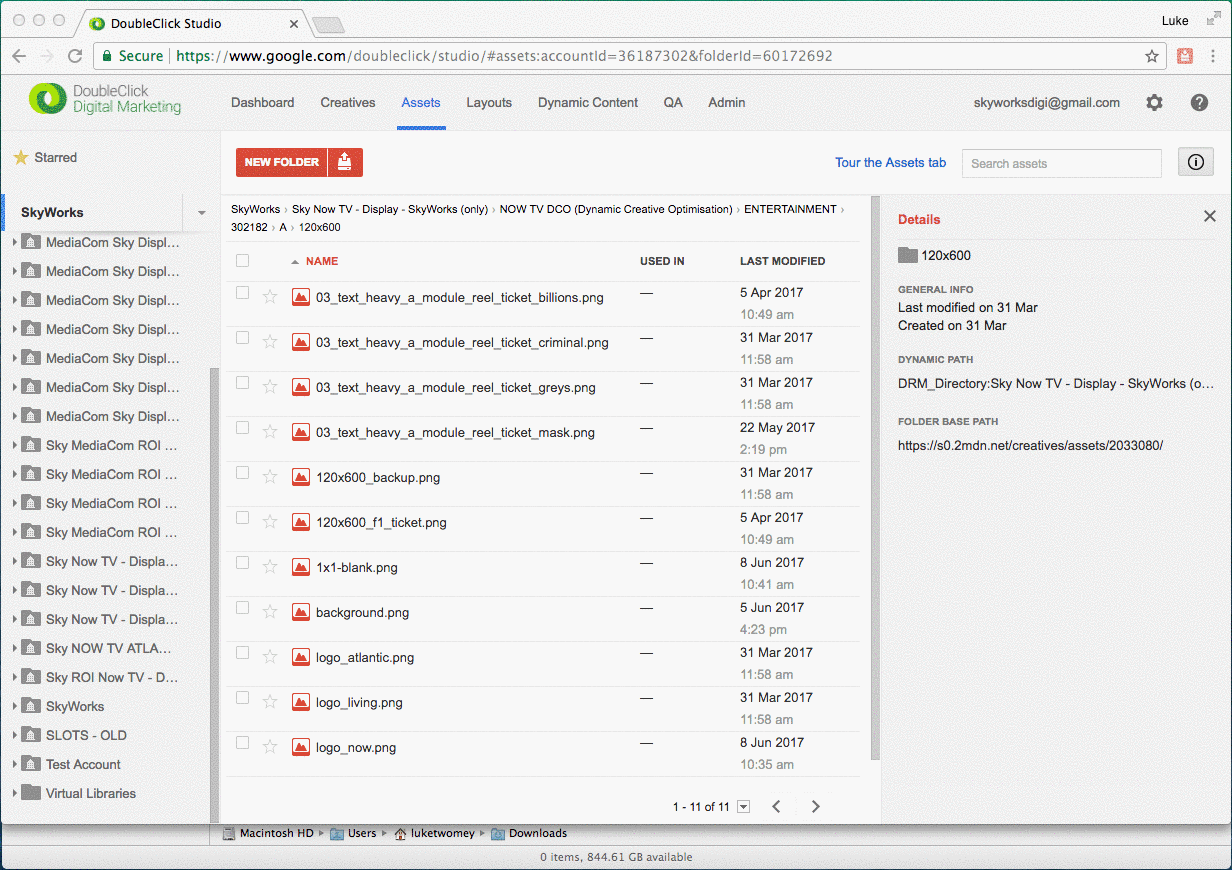 DoubleClick Studio
Luke
Secure https://www.google.com/doubleclick/studio/#assets:accountId=36187302&folderId=60172692
DoubleClick
Digital Marketing
Dashboard Creatives Assets Layouts Dynamic Content QA Admin skyworksdigi@gmail.com
Starred
NEW FOLDER Tour the Assets tab Search assets
SkyWorks
MediaCom Sky Displ...
MediaCom Sky Displ...
MediaCom Sky Displ...
MediaCom Sky Displ...
MediaCom Sky Displ...
MediaCom Sky Displ...
MediaCom Sky Displ...
Sky MediaCom ROI ...
Sky MediaCom ROI ...
Sky MediaCom ROI ...
Sky MediaCom ROI ...
Sky Now TV - Displa...
Sky Now TV - Displa...
Sky Now TV - Displa...
Sky NOW TV ATLA...
Sky ROI Now TV - D...
SkyWorks
SLOTS - OLD
Test Account
Virtual Libraries
SkyWorks › Sky Now TV - Display - SkyWorks (only) › NOW TV DCO (Dynamic Creative Optimisation) › ENTERTAINMENT ›
302182 › A › 120x600
NAME USED IN LAST MODIFIED
03_text_heavy_a_module_reel_ticket_billions.png — 5 Apr 2017
10:49 am
03_text_heavy_a_module_reel_ticket_criminal.png — 31 Mar 2017
11:58 am
03_text_heavy_a_module_reel_ticket_greys.png — 31 Mar 2017
11:58 am
03_text_heavy_a_module_reel_ticket_mask.png — 22 May 2017
2:19 pm
120x600_backup.png — 31 Mar 2017
11:58 am
120x600_f1_ticket.png — 5 Apr 2017
10:49 am
1x1-blank.png — 8 Jun 2017
10:41 am
background.png — 5 Jun 2017
4:23 pm
logo_atlantic.png — 31 Mar 2017
11:58 am
logo_living.png — 31 Mar 2017
11:58 am
logo_now.png — 8 Jun 2017
10:35 am
1 - 11 of 11
Details
120x600
GENERAL INFO
Last modified on 31 Mar
Created on 31 Mar
DYNAMIC PATH
DRM_Directory:Sky Now TV - Display - SkyWorks (o...
FOLDER BASE PATH
https://s0.2mdn.net/creatives/assets/2033080/
Macintosh HD Users luketwomey Downloads
0 items, 844.61 GB available